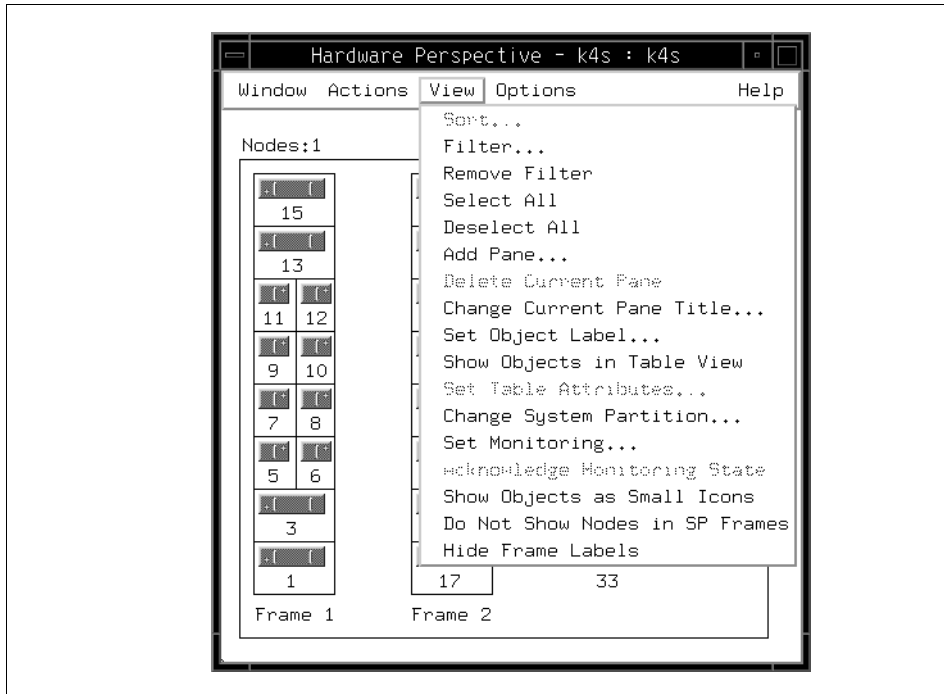 Hardware Perspective - k4s : k4s
Window Actions View Options Help
Sort...
Filter...
Remove Filter
Select All
Deselect All
Add Pane...
Delete Current Pane
Change Current Pane Title...
Set Object Label...
Show Objects in Table View
Set Table Attributes...
Change System Partition...
Set Monitoring...
Acknowledge Monitoring State
Show Objects as Small Icons
Do Not Show Nodes in SP Frames
Hide Frame Labels
Nodes:1
15
13
11 12
9 10
7 8
5 6
3
1 17 33
Frame 1 Frame 2